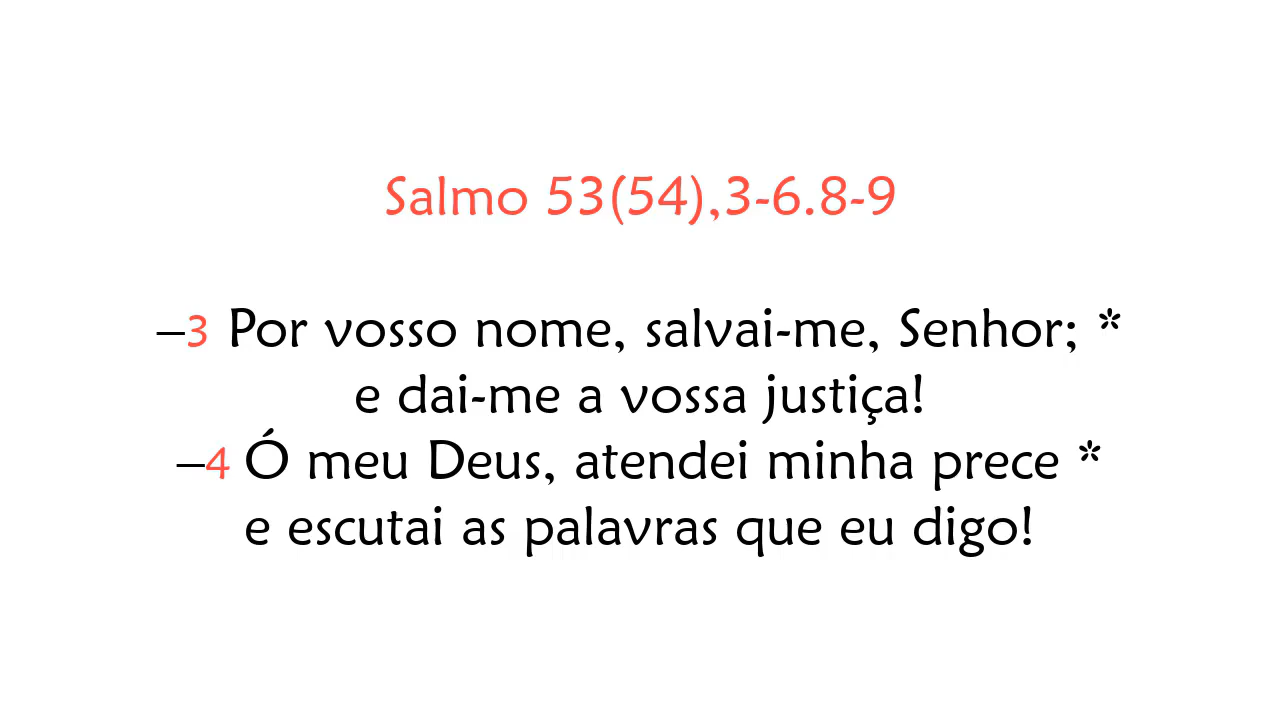 Salmo 53(54),3-6.8-9
–3 Por vosso nome, salvai-me, Senhor; *
e dai-me a vossa justiça!
–4 Ó meu Deus, atendei minha prece *
e escutai as palavras que eu digo!